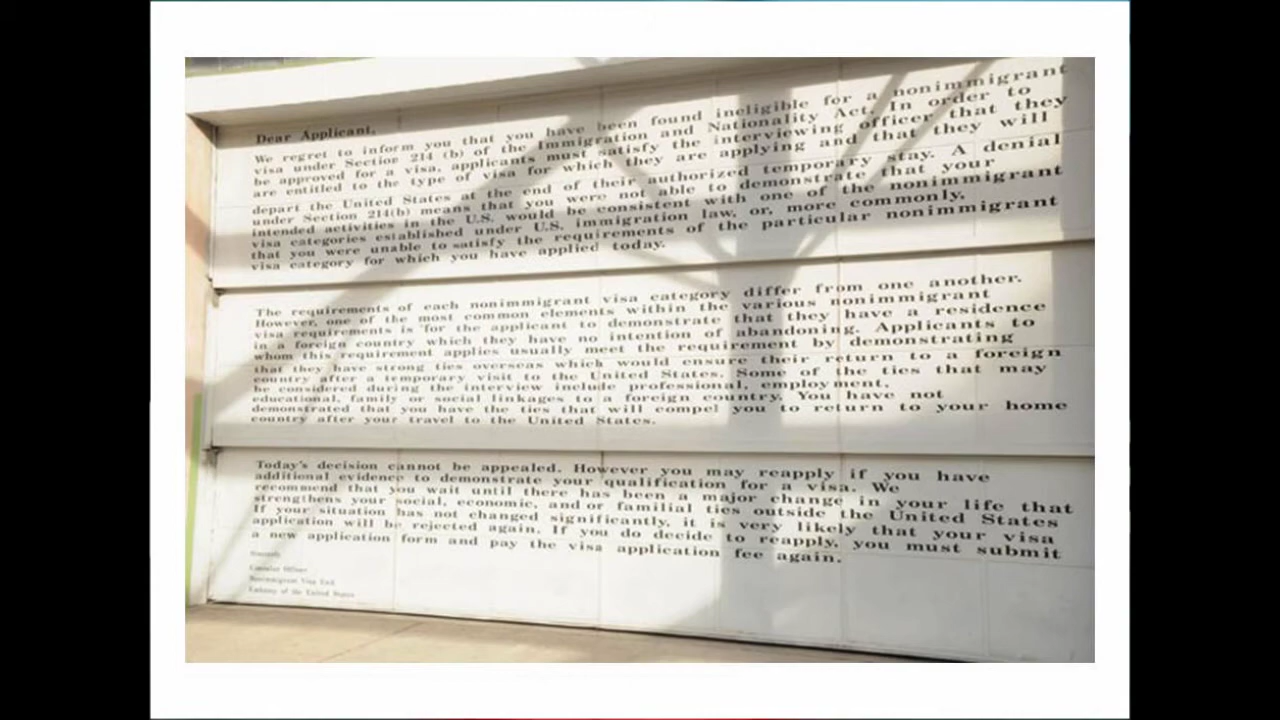 Dear Applicant,
We regret to inform you that you have been found ineligible for a nonimmigrant
visa under Section 214 (b) of the Immigration and Nationality Act. In order to
be approved for a visa, applicants must satisfy the interviewing officer that they
are entitled to the type of visa for which they are applying and that they will
depart the United States at the end of their authorized temporary stay. A denial
under Section 214(b) means that you were not able to demonstrate that your
intended activities in the U.S. would be consistent with one of the nonimmigrant
visa categories established under U.S. immigration law, or, more commonly,
that you were unable to satisfy the requirements of the particular nonimmigrant
visa category for which you have applied today.
The requirements of each nonimmigrant visa category differ from one another.
However, one of the most common elements within the various nonimmigrant
visa requirements is for the applicant to demonstrate that they have a residence
in a foreign country which they have no intention of abandoning. Applicants to
whom this requirement applies usually meet the requirement by demonstrating
that they have strong ties overseas which would ensure their return to a foreign
country after a temporary visit to the United States. Some of the ties that may
be considered during the interview include professional, employment,
educational, family or social linkages to a foreign country. You have not
demonstrated that you have the ties that will compel you to return to your home
country after your travel to the United States.
Today's decision cannot be appealed. However you may reapply if you have
additional evidence to demonstrate your qualification for a visa. We
recommend that you wait until there has been a major change in your life that
strengthens your social, economic, and/or familial ties outside the United States
If your situation has not changed significantly, it is very likely that your visa
application will be rejected again. If you do decide to reapply, you must submit
a new application form and pay the visa application fee again.
Sincerely
Consular Officer
Nonimmigrant Visa Unit
Embassy of the United States